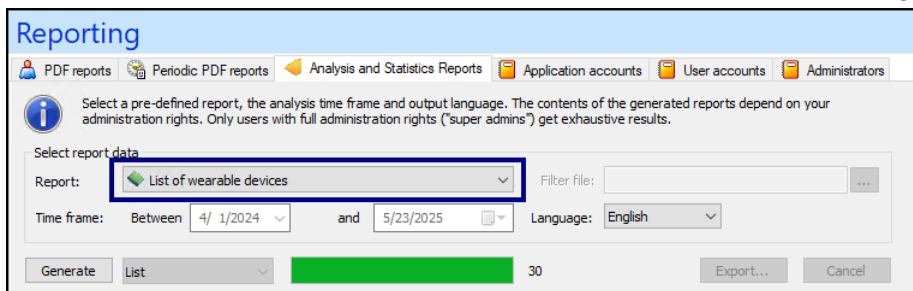 Reporting
PDF reports Periodic PDF reports Analysis and Statistics Reports Application accounts User accounts Administrators
Select a pre-defined report, the analysis time frame and output language. The contents of the generated reports depend on your
administration rights. Only users with full administration rights ("super admins") get exhaustive results.
Select report data
Report: List of wearable devices Filter file: ...
Time frame: Between 4/ 1/2024 and 5/23/2025 Language: English
Generate List 30 Export... Cancel